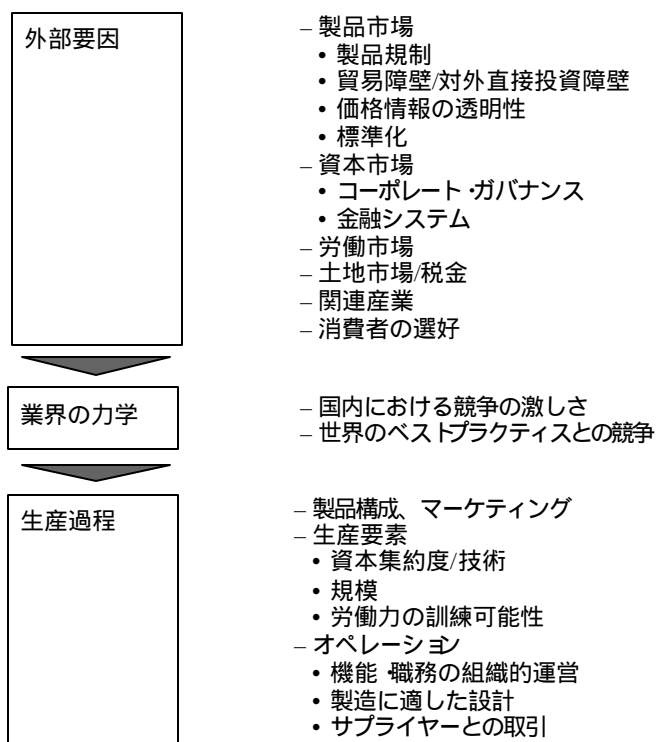 外部要因
– 製品市場
• 製品規制
• 貿易障壁/対外直接投資障壁
• 価格情報の透明性
• 標準化
– 資本市場
• コーポレート・ガバナンス
• 金融システム
– 労働市場
– 土地市場/税金
– 関連産業
– 消費者の選好
業界の力学
– 国内における競争の激しさ
– 世界のベストプラクティスとの競争
生産過程
– 製品構成、マーケティング
– 生産要素
• 資本集約度/技術
• 規模
• 労働力の訓練可能性
– オペレーション
• 機能・職務の組織的運営
• 製造に適した設計
• サプライヤーとの取引